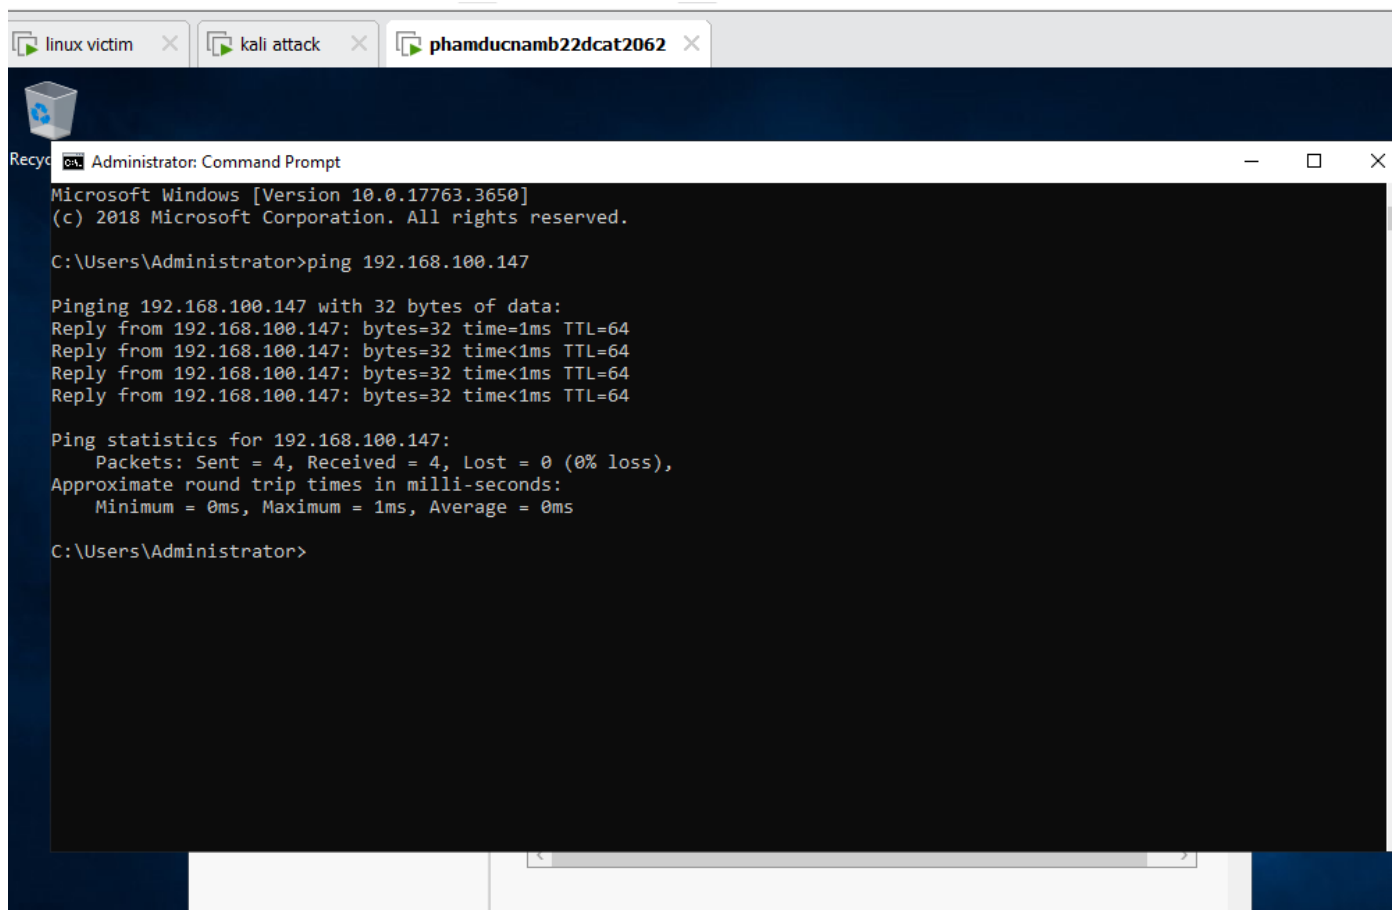 linux victim
kali attack
phamducnamb22dcat2062
Administrator: Command Prompt
Microsoft Windows [Version 10.0.17763.3650]
(c) 2018 Microsoft Corporation. All rights reserved.
C:\Users\Administrator>ping 192.168.100.147
Pinging 192.168.100.147 with 32 bytes of data:
Reply from 192.168.100.147: bytes=32 time=1ms TTL=64
Reply from 192.168.100.147: bytes=32 time<1ms TTL=64
Reply from 192.168.100.147: bytes=32 time<1ms TTL=64
Reply from 192.168.100.147: bytes=32 time<1ms TTL=64
Ping statistics for 192.168.100.147:
Packets: Sent = 4, Received = 4, Lost = 0 (0% loss),
Approximate round trip times in milli-seconds:
Minimum = 0ms, Maximum = 1ms, Average = 0ms
C:\Users\Administrator>